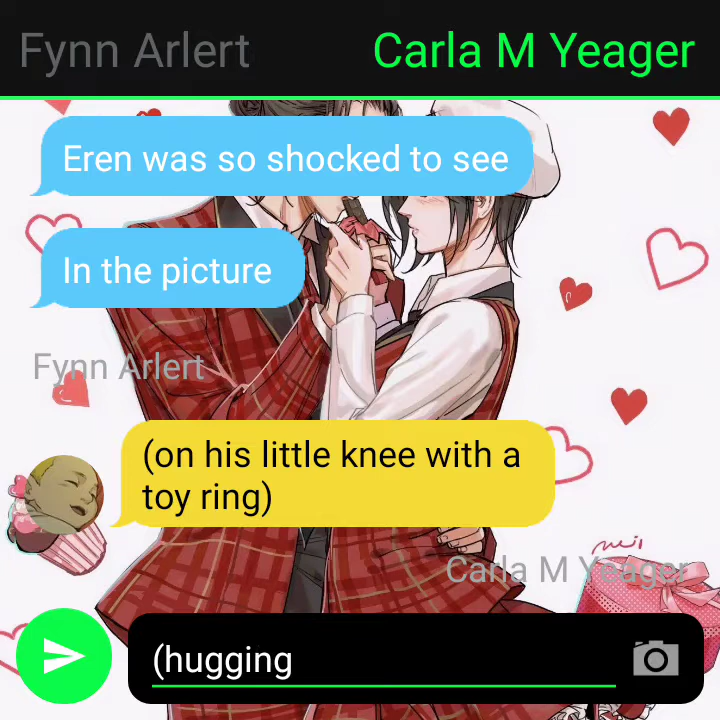 Fynn Arlert
Carla M Yeager
Eren was so shocked to see
In the picture
Fynn Arlert
(on his little knee with a
toy ring)
Carla M Yeager
(hugging